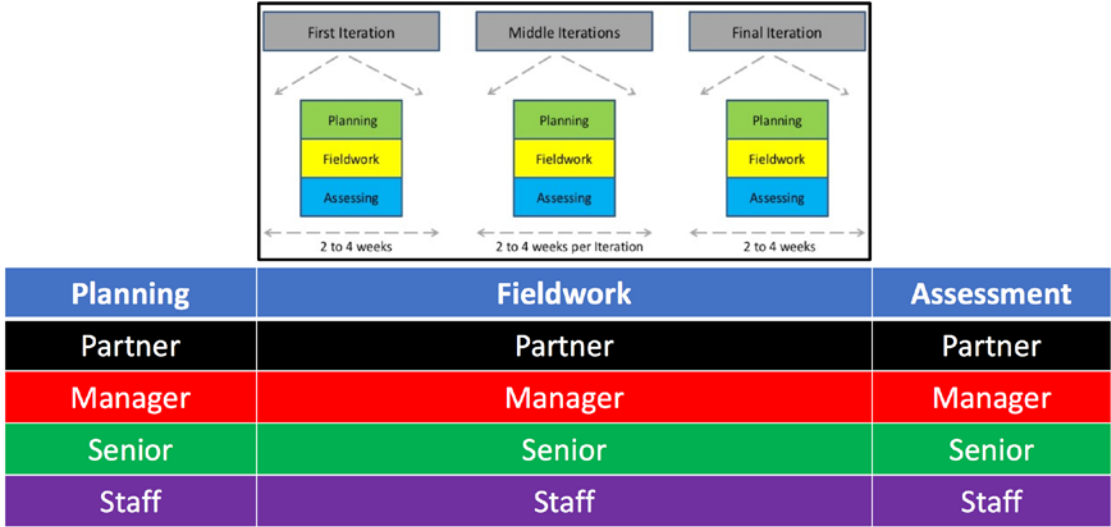 First Iteration Middle Iterations Final Iteration
Planning Planning Planning
Fieldwork Fieldwork Fieldwork
Assessing Assessing Assessing
2 to 4 weeks 2 to 4 weeks per Iteration 2 to 4 weeks
Planning Fieldwork Assessment
Partner Partner Partner
Manager Manager Manager
Senior Senior Senior
Staff Staff Staff